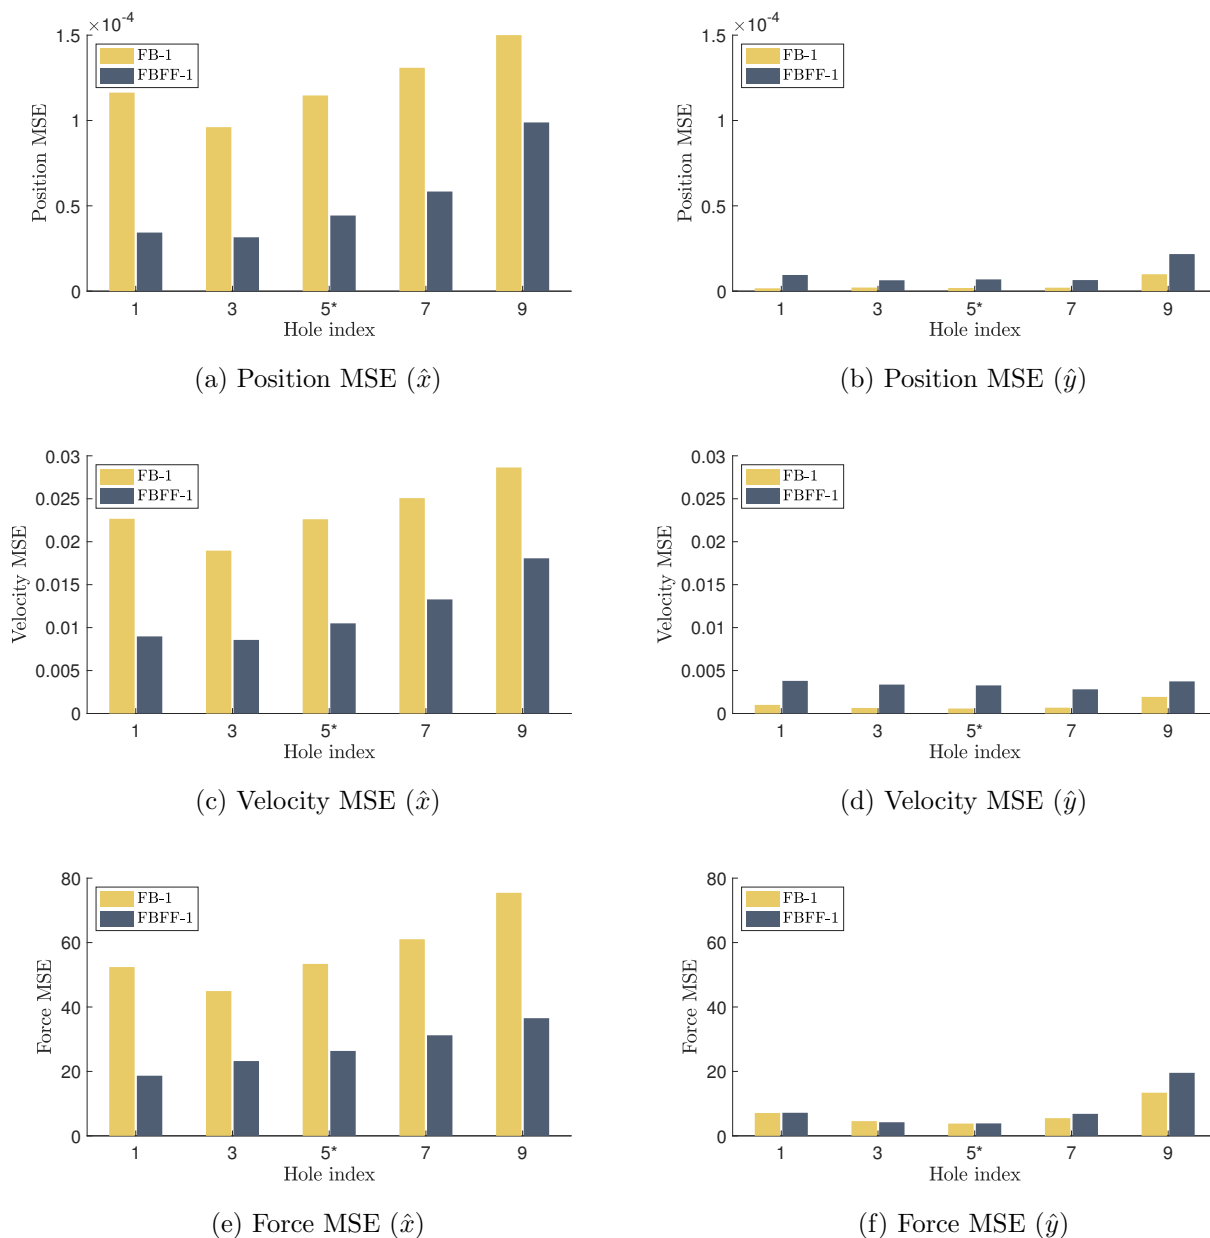 ×10⁻⁴
1.5
1
0.5
0
Position MSE
FB-1
FBFF-1
1 3 5* 7 9
Hole index
(a) Position MSE (x̂)
×10⁻⁴
1.5
1
0.5
0
Position MSE
FB-1
FBFF-1
1 3 5* 7 9
Hole index
(b) Position MSE (ŷ)
0.03
0.025
0.02
0.015
0.01
0.005
0
Velocity MSE
FB-1
FBFF-1
1 3 5* 7 9
Hole index
(c) Velocity MSE (x̂)
0.03
0.025
0.02
0.015
0.01
0.005
0
Velocity MSE
FB-1
FBFF-1
1 3 5* 7 9
Hole index
(d) Velocity MSE (ŷ)
80
60
40
20
0
Force MSE
FB-1
FBFF-1
1 3 5* 7 9
Hole index
(e) Force MSE (x̂)
80
60
40
20
0
Force MSE
FB-1
FBFF-1
1 3 5* 7 9
Hole index
(f) Force MSE (ŷ)